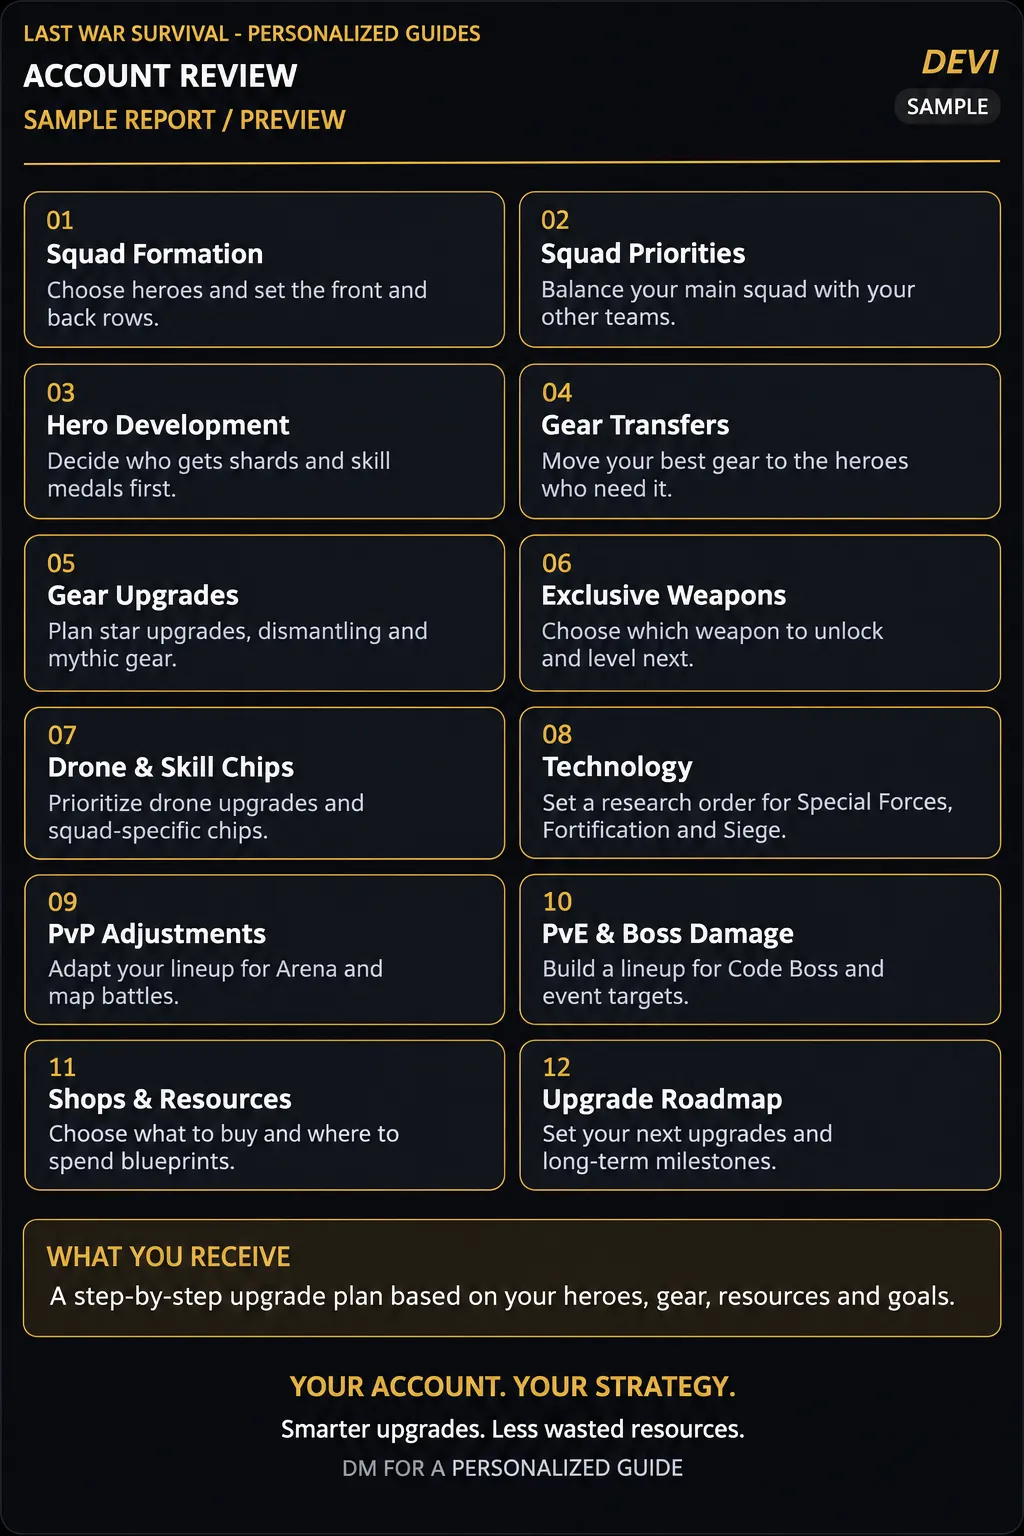 LAST WAR SURVIVAL - PERSONALIZED GUIDES
ACCOUNT REVIEW
SAMPLE REPORT / PREVIEW
DEVI
SAMPLE
01
Squad Formation
Choose heroes and set the front and
back rows.
02
Squad Priorities
Balance your main squad with your
other teams.
03
Hero Development
Decide who gets shards and skill
medals first.
04
Gear Transfers
Move your best gear to the heroes
who need it.
05
Gear Upgrades
Plan star upgrades, dismantling and
mythic gear.
06
Exclusive Weapons
Choose which weapon to unlock
and level next.
07
Drone & Skill Chips
Prioritize drone upgrades and
squad-specific chips.
08
Technology
Set a research order for Special Forces,
Fortification and Siege.
09
PvP Adjustments
Adapt your lineup for Arena and
map battles.
10
PvE & Boss Damage
Build a lineup for Code Boss and
event targets.
11
Shops & Resources
Choose what to buy and where to
spend blueprints.
12
Upgrade Roadmap
Set your next upgrades and
long-term milestones.
WHAT YOU RECEIVE
A step-by-step upgrade plan based on your heroes, gear, resources and goals.
YOUR ACCOUNT. YOUR STRATEGY.
Smarter upgrades. Less wasted resources.
DM FOR A PERSONALIZED GUIDE